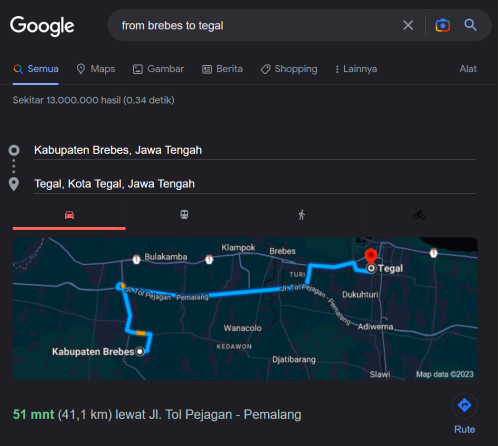 Google
from brebes to tegal
Semua Maps Gambar Berita Shopping Lainnya Alat
Sekitar 13.000.000 hasil (0,34 detik)
Kabupaten Brebes, Jawa Tengah
Tegal, Kota Tegal, Jawa Tengah
Klampok Brebes
Bulakamba
Tegal
TURI
Jl. Tol Pejagan - Pemalang
Jl. Tol Pejagan - Pemalang
Dukuhturi
Wanacolo
Adiwerna
KEDAWON
Kabupaten Brebes
Djatibarang
Slawi
Map data ©2023
51 mnt (41,1 km) lewat Jl. Tol Pejagan - Pemalang
Rute